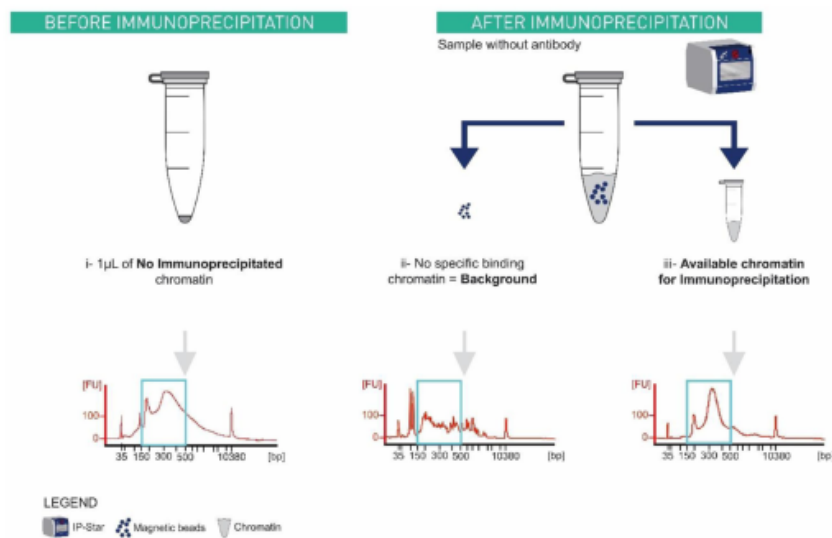 BEFORE IMMUNOPRECIPITATION
AFTER IMMUNOPRECIPITATION
Sample without antibody
i- 1µL of No Immunoprecipitated
chromatin
ii- No specific binding
chromatin = Background
iii- Available chromatin
for Immunoprecipitation
[FU]
100
0
35 150 300 500 10380 [bp]
[FU]
100
0
35 150 300 500 10380 [bp]
[FU]
100
0
35 150 300 500 10380 [bp]
LEGEND
IP-Star Magnetic beads Chromatin